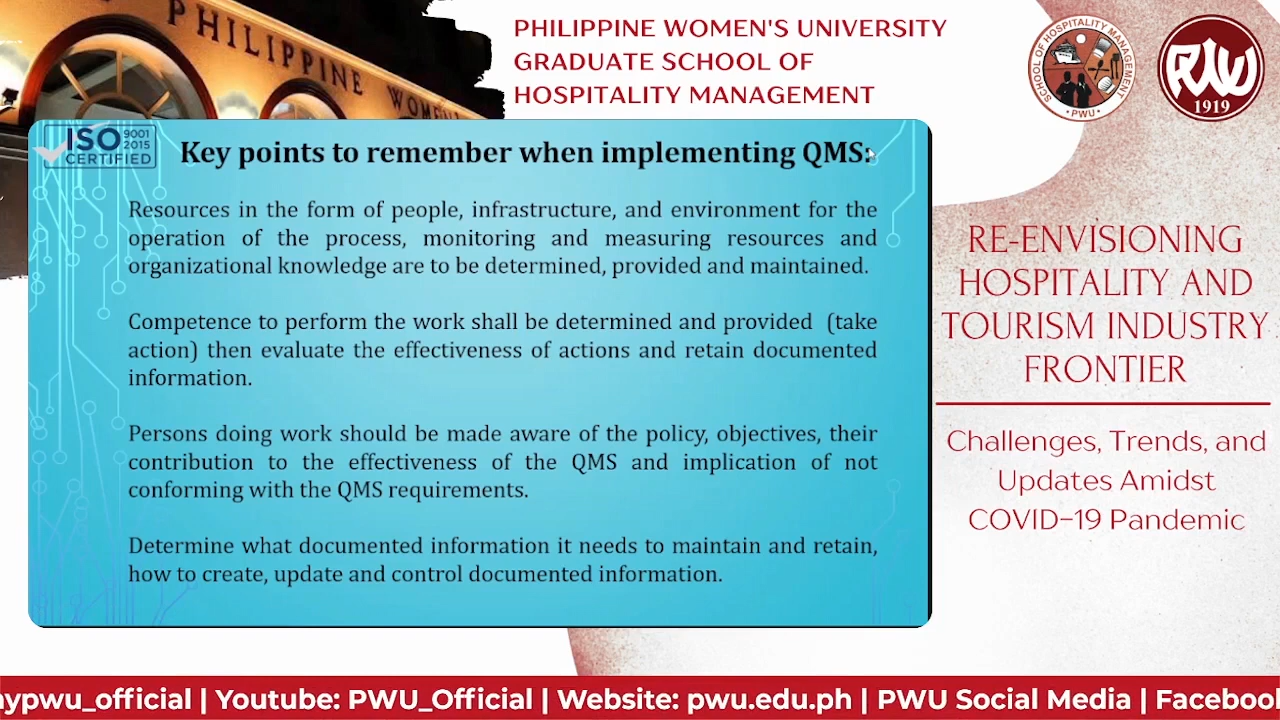 PHILIPPINE WOMEN'S UNIVERSITY
GRADUATE SCHOOL OF
HOSPITALITY MANAGEMENT
PHILIPPINE WOMEN'
SCHOOL OF HOSPITALITY MANAGEMENT
• PWU •
PWU
1919
ISO 9001 2015
CERTIFIED
Key points to remember when implementing QMS:
Resources in the form of people, infrastructure, and environment for the
operation of the process, monitoring and measuring resources and
organizational knowledge are to be determined, provided and maintained.
Competence to perform the work shall be determined and provided (take
action) then evaluate the effectiveness of actions and retain documented
information.
Persons doing work should be made aware of the policy, objectives, their
contribution to the effectiveness of the QMS and implication of not
conforming with the QMS requirements.
Determine what documented information it needs to maintain and retain,
how to create, update and control documented information.
RE-ENVISIONING
HOSPITALITY AND
TOURISM INDUSTRY
FRONTIER
Challenges, Trends, and
Updates Amidst
COVID-19 Pandemic
ypwu_official | Youtube: PWU_Official | Website: pwu.edu.ph | PWU Social Media | Faceboo